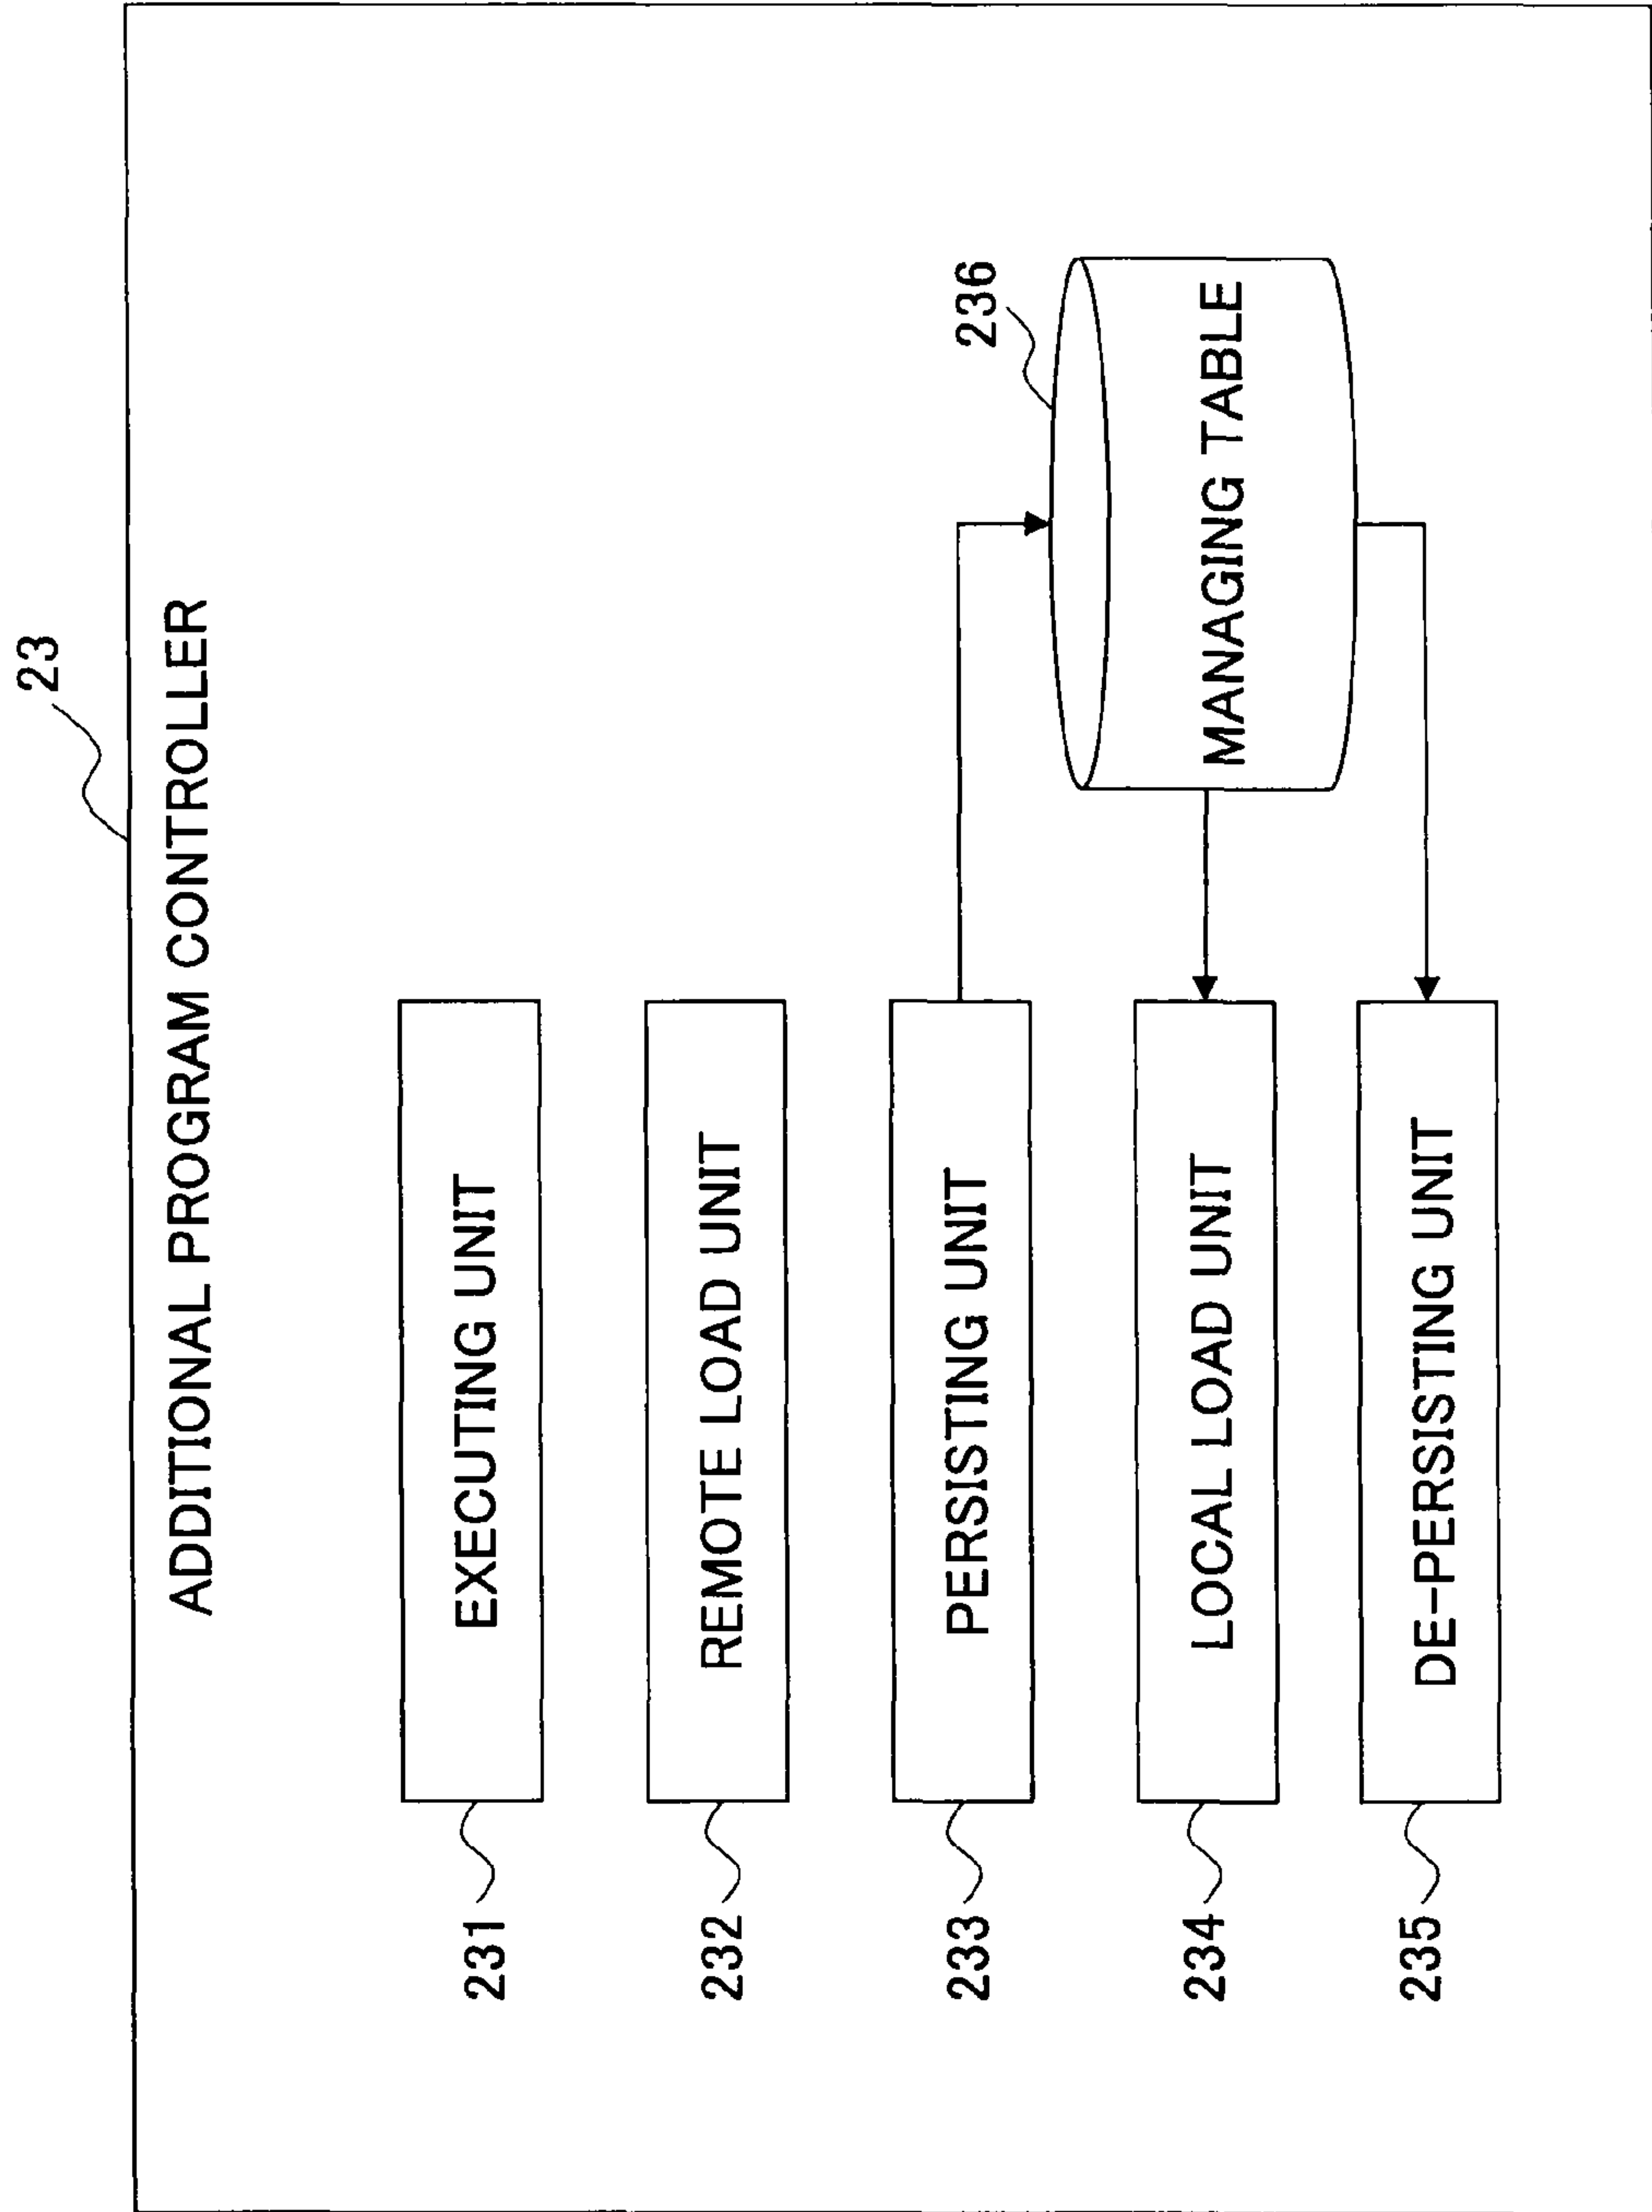 23
ADDITIONAL PROGRAM CONTROLLER
231
EXECUTING UNIT
232
REMOTE LOAD UNIT
233
PERSISTING UNIT
236
234
LOCAL LOAD UNIT
MANAGING TABLE
235
DE-PERSISTING UNIT